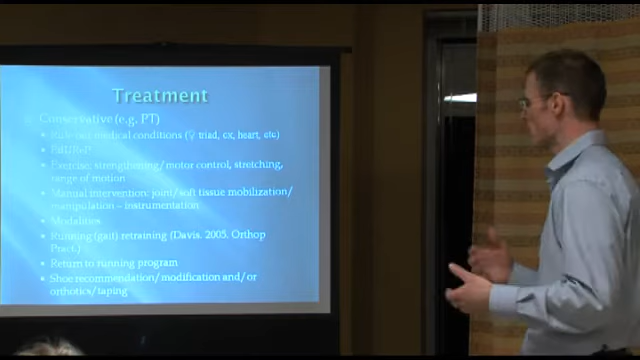 Treatment
Conservative (e.g. PT)
Rule out medical conditions (♀ triad, cx, heart, etc)
Exercise: strengthening/motor control, stretching,
range of motion
Manual intervention: joint/soft tissue mobilization/
manipulation – instrumentation
Modalities
Running (gait) retraining (Davis. 2005. Orthop
Pract.)
Return to running program
Shoe recommendation/modification and/or
orthotics/taping